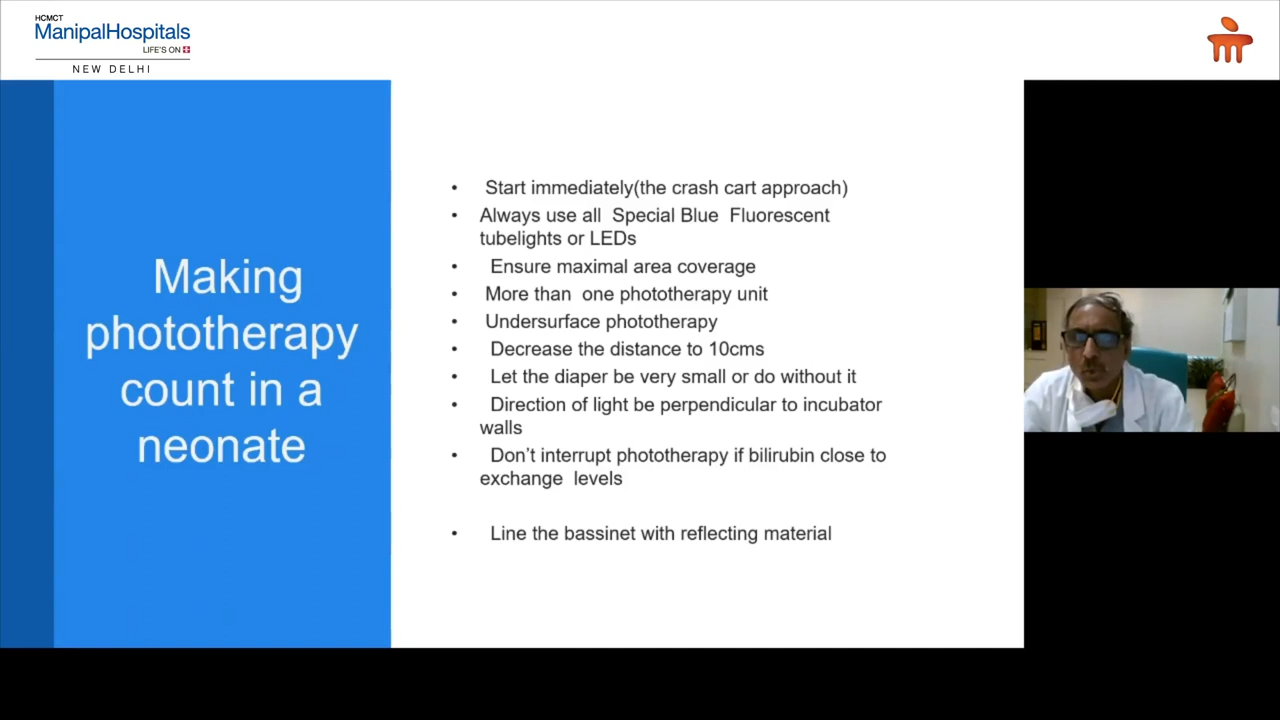 HCMCT
ManipalHospitals
LIFE'S ON
NEW DELHI
Making
phototherapy
count in a
neonate
• Start immediately(the crash cart approach)
• Always use all Special Blue Fluorescent
tubelights or LEDs
• Ensure maximal area coverage
• More than one phototherapy unit
• Undersurface phototherapy
• Decrease the distance to 10cms
• Let the diaper be very small or do without it
• Direction of light be perpendicular to incubator
walls
• Don't interrupt phototherapy if bilirubin close to
exchange levels
• Line the bassinet with reflecting material